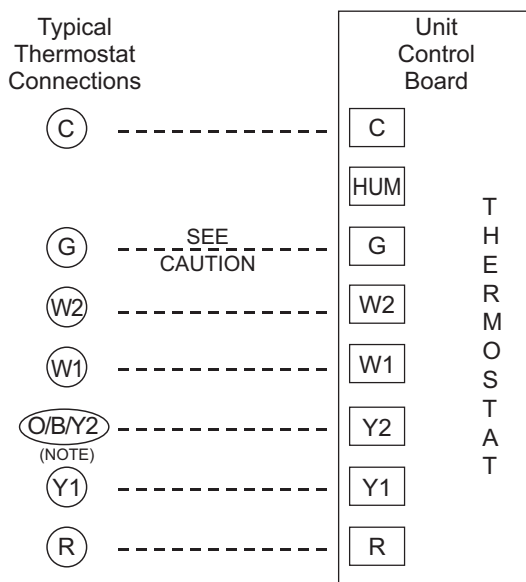 Typical
Thermostat
Connections
Unit
Control
Board
C
C
HUM
G
SEE
CAUTION
G
W2
W2
W1
W1
O/B/Y2
(NOTE)
Y2
Y1
Y1
R
R
THERMOSTAT